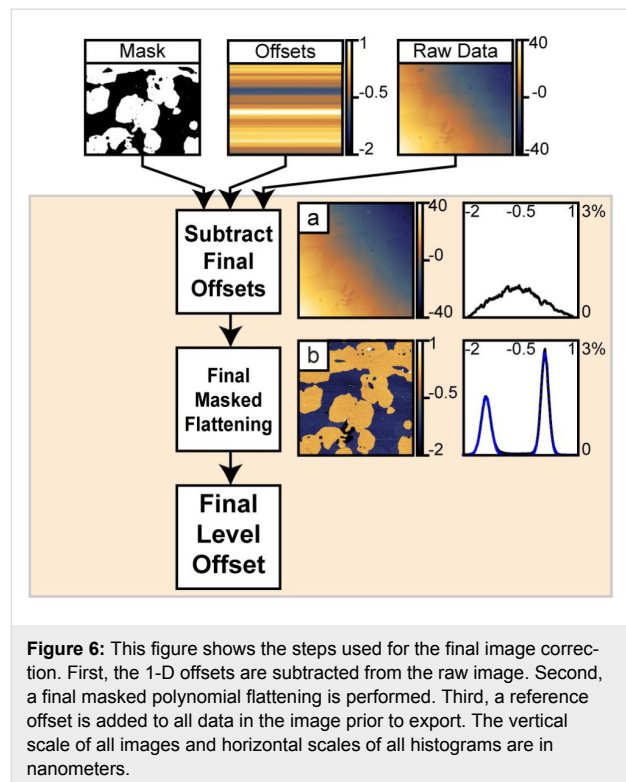 Mask Offsets Raw Data
1 40
-0.5 -0
-2 -40
Subtract
Final
Offsets
a
40
-0
-40
-2 -0.5 1 3%
0
Final
Masked
Flattening
b
1
-0.5
-2
-2 -0.5 1 3%
0
Final
Level
Offset
Figure 6: This figure shows the steps used for the final image correc-
tion. First, the 1-D offsets are subtracted from the raw image. Second,
a final masked polynomial flattening is performed. Third, a reference
offset is added to all data in the image prior to export. The vertical
scale of all images and horizontal scales of all histograms are in
nanometers.